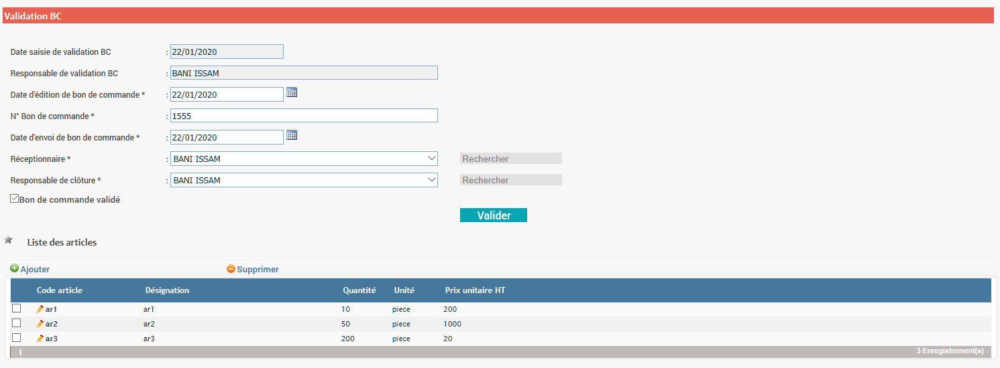 Validation BC
Date saisie de validation BC : 22/01/2020
Responsable de validation BC : BANI ISSAM
Date d'édition de bon de commande * : 22/01/2020
N° Bon de commande * : 1555
Date d'envoi de bon de commande * : 22/01/2020
Réceptionnaire * : BANI ISSAM Rechercher
Responsable de clôture * : BANI ISSAM Rechercher
Bon de commande validé
Valider
Liste des articles
Ajouter Supprimer
Code article Désignation Quantité Unité Prix unitaire HT
ar1 ar1 10 piece 200
ar2 ar2 50 piece 1000
ar3 ar3 200 piece 20
1 3 Enregistrement(s)